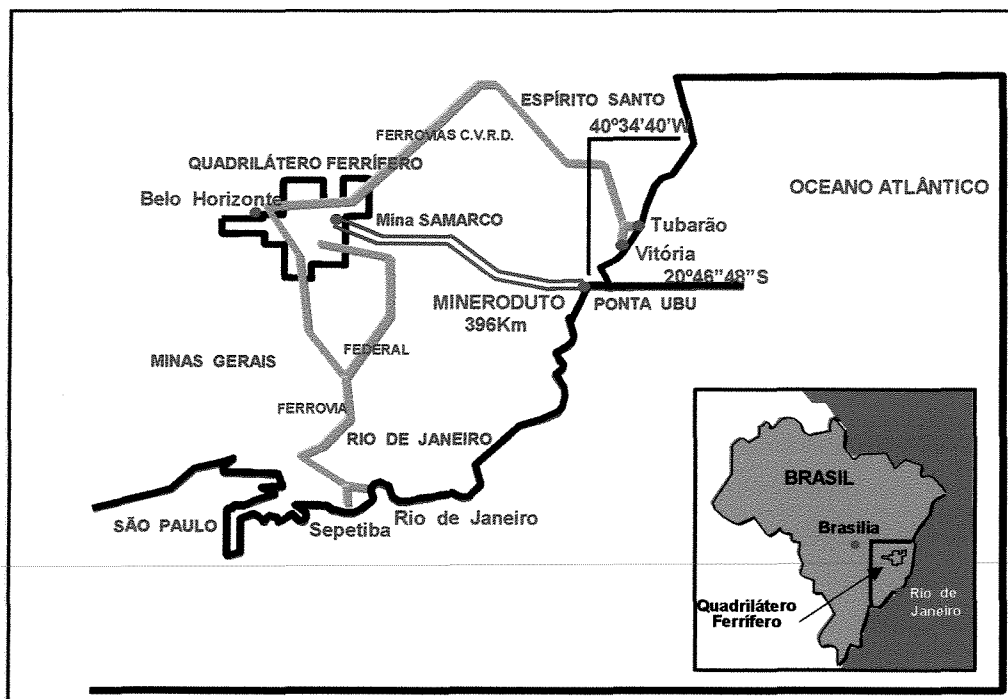 ESPÍRITO SANTO
40º34'40'W
FERROVIAS C.V.R.D.
QUADRILÁTERO FERRÍFERO
OCEANO ATLÂNTICO
Belo Horizonte
Mina SAMARCO
Tubarão
Vitória
20º46"48"S
MINERODUTO
396Km
PONTA UBU
MINAS GERAIS
FEDERAL
FERROVIA
RIO DE JANEIRO
SÃO PAULO
Sepetiba
Rio de Janeiro
BRASIL
Brasilia
Quadrilátero
Ferrífero
Rio de
Janeiro